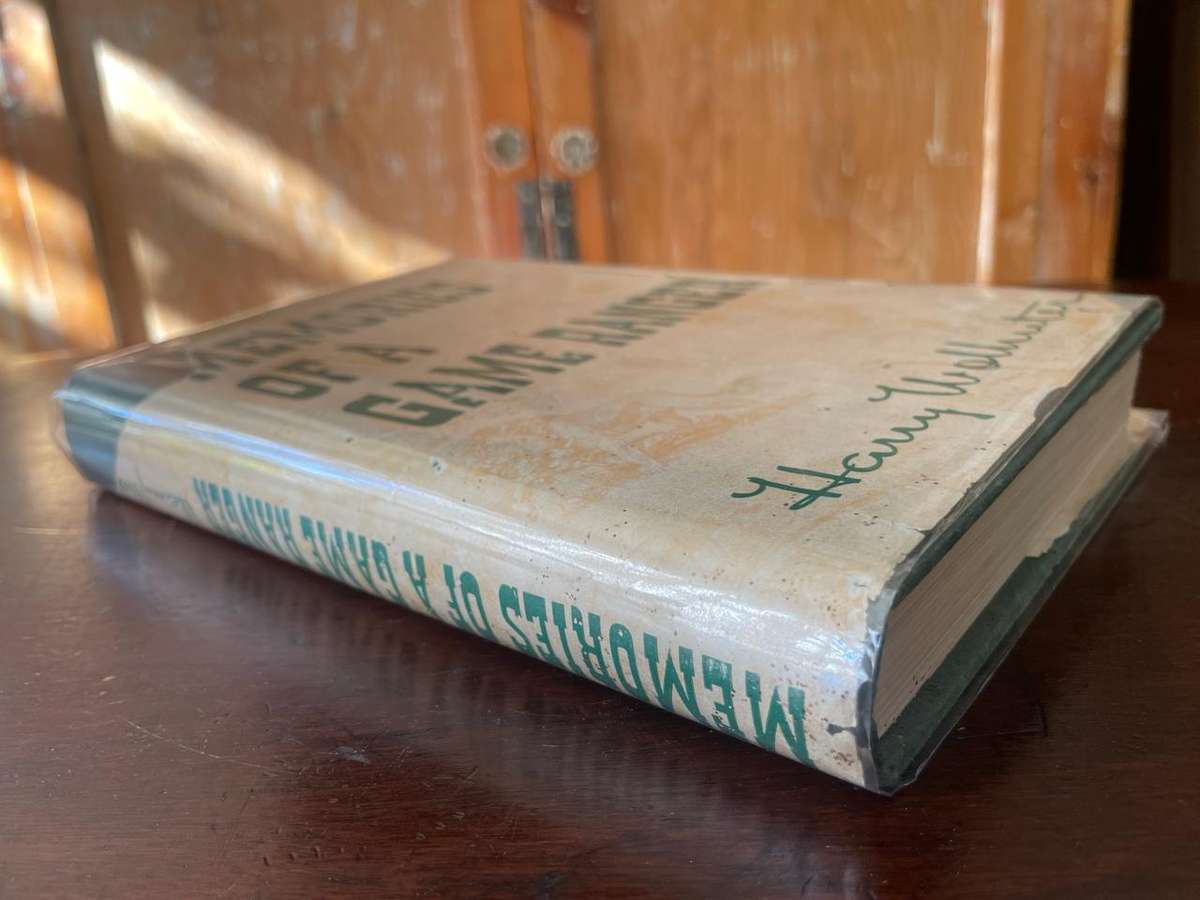 MEMORIES
OF A
GAME RANGER
Harry Wolhuter
MEMORIES OF A GAME RANGER